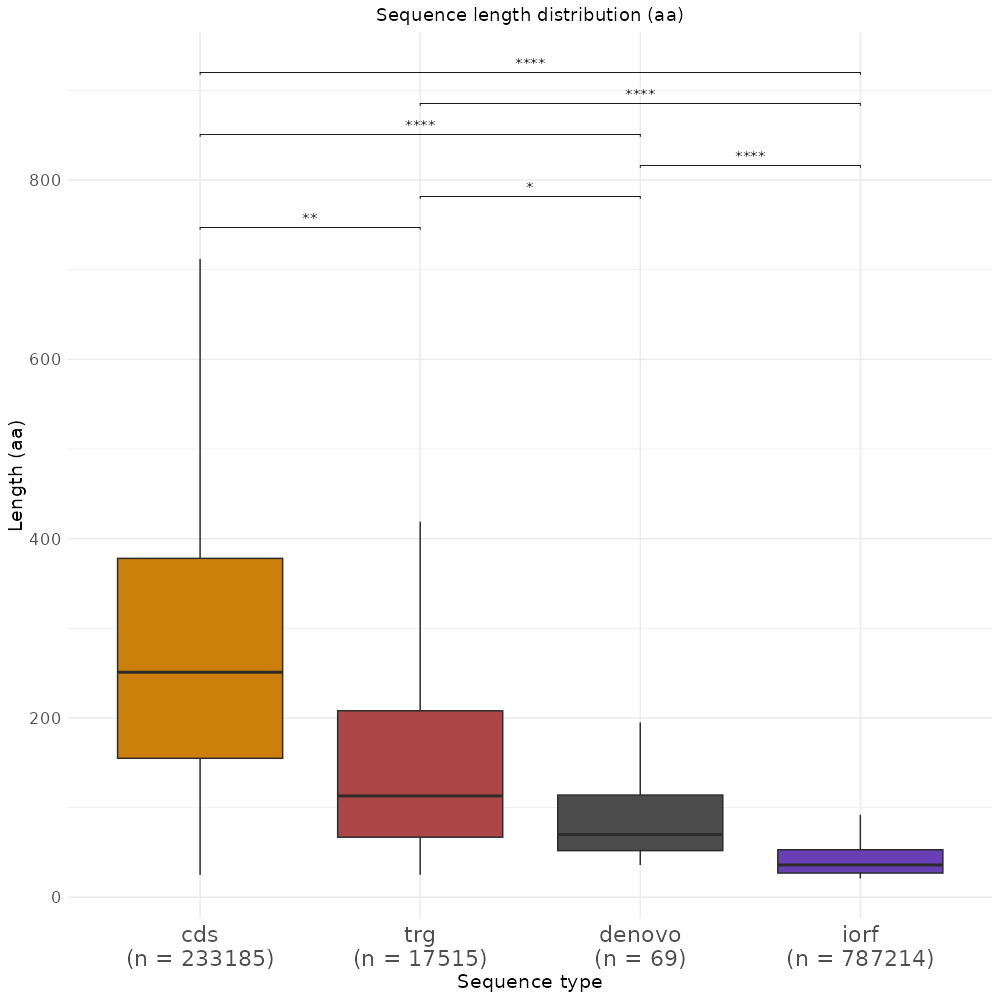 Sequence length distribution (aa)
****
****
****
****
*
**
800
600
400
200
0
Length (aa)
cds
(n = 233185)
trg
(n = 17515)
denovo
(n = 69)
iorf
(n = 787214)
Sequence type